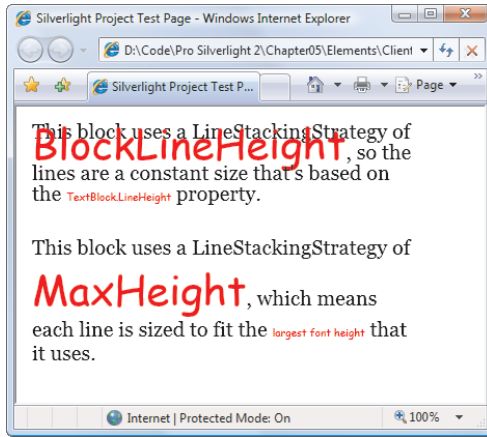 Silverlight Project Test Page - Windows Internet Explorer
D:\Code\Pro Silverlight 2\Chapter05\Elements\Client
Silverlight Project Test P...
Page
This block uses a LineStackingStrategy of
BlockLineHeight, so the
lines are a constant size that's based on
the TextBlock.LineHeight property.
This block uses a LineStackingStrategy of
MaxHeight, which means
each line is sized to fit the largest font height that
it uses.
Internet | Protected Mode: On
100%